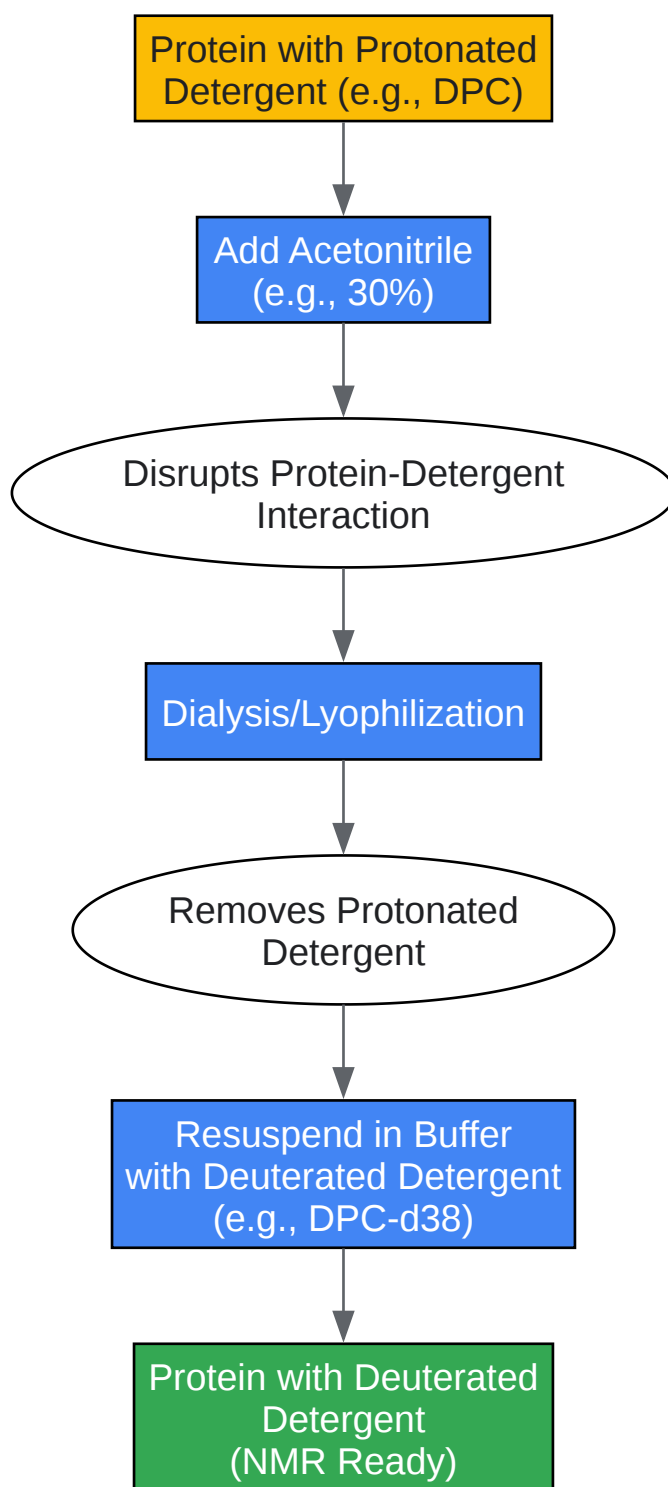 Protein with Protonated
Detergent (e.g., DPC)
Add Acetonitrile
(e.g., 30%)
Disrupts Protein-Detergent
Interaction
Dialysis/Lyophilization
Removes Protonated
Detergent
Resuspend in Buffer
with Deuterated Detergent
(e.g., DPC-d38)
Protein with Deuterated
Detergent
(NMR Ready)